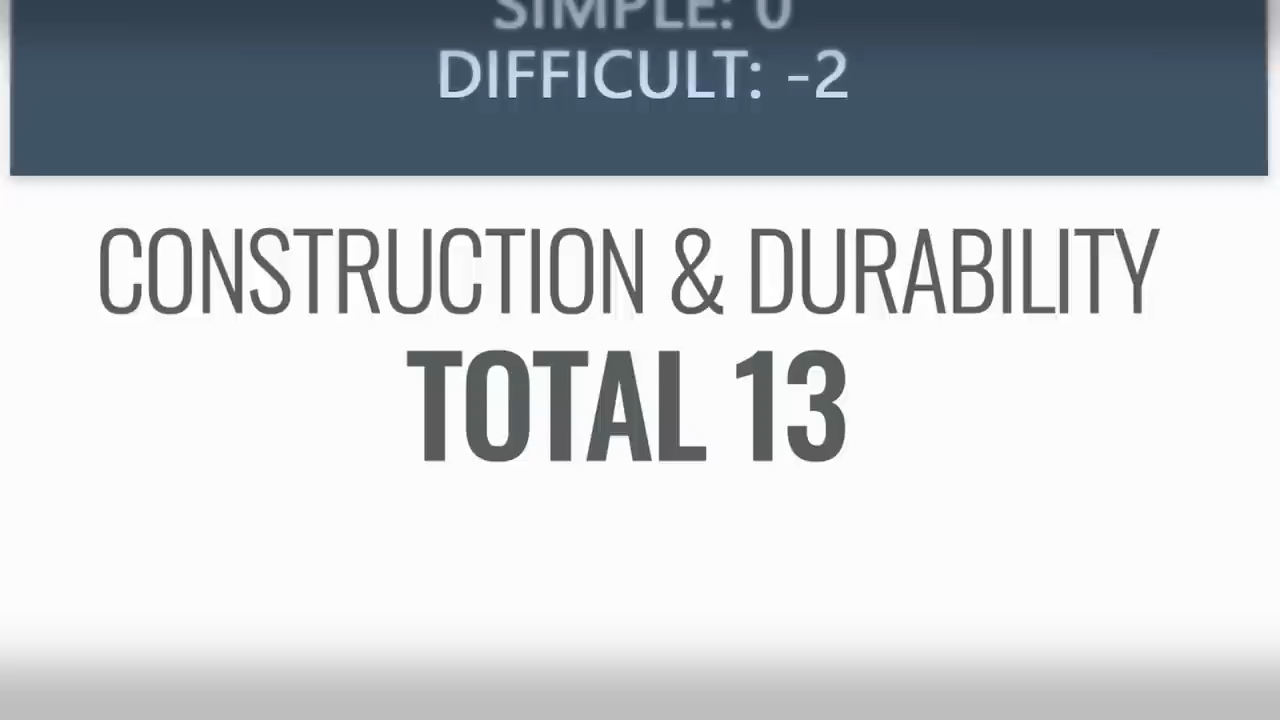 SIMPLE: 0
DIFFICULT: -2
CONSTRUCTION & DURABILITY
TOTAL 13